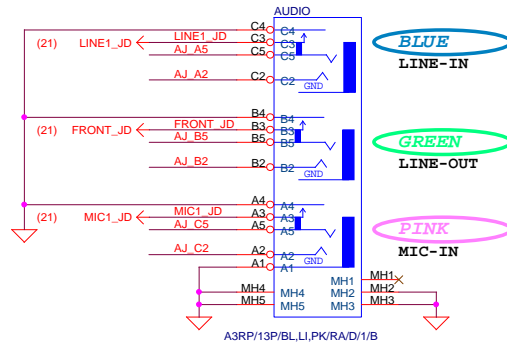 AUDIO
C4 C4
(21) LINE1_JD LINE1_JD C3 C3
AJ_A5 C5 C5
AJ_A2 C2 C2
GND
BLUE
LINE-IN
B4 B4
(21) FRONT_JD FRONT_JD B3 B3
AJ_B5 B5 B5
AJ_B2 B2 B2
GND
GREEN
LINE-OUT
A4 A4
(21) MIC1_JD MIC1_JD A3 A3
AJ_C5 A5 A5
AJ_C2 A2 A2
GND
A1 A1
PINK
MIC-IN
MH1 MH1
MH4 MH4 MH2 MH2
MH5 MH5 MH3 MH3
A3RP/13P/BL,LI,PK/RA/D/1/B